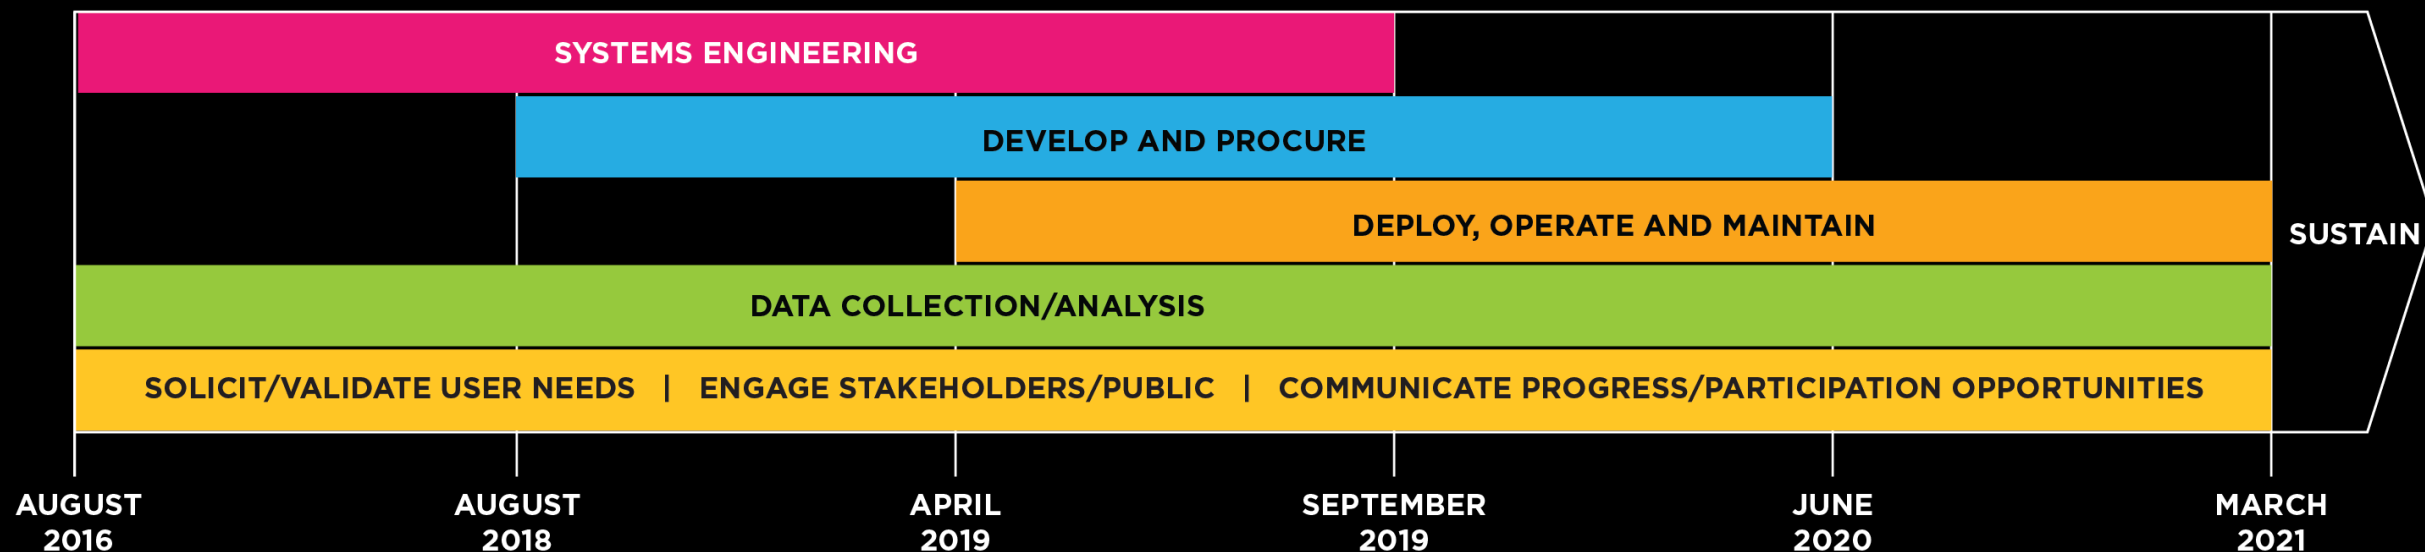 SYSTEMS ENGINEERING
DEVELOP AND PROCURE
DEPLOY, OPERATE AND MAINTAIN
SUSTAIN
DATA COLLECTION/ANALYSIS
SOLICIT/VALIDATE USER NEEDS | ENGAGE STAKEHOLDERS/PUBLIC | COMMUNICATE PROGRESS/PARTICIPATION OPPORTUNITIES
AUGUST
2016
AUGUST
2018
APRIL
2019
SEPTEMBER
2019
JUNE
2020
MARCH
2021